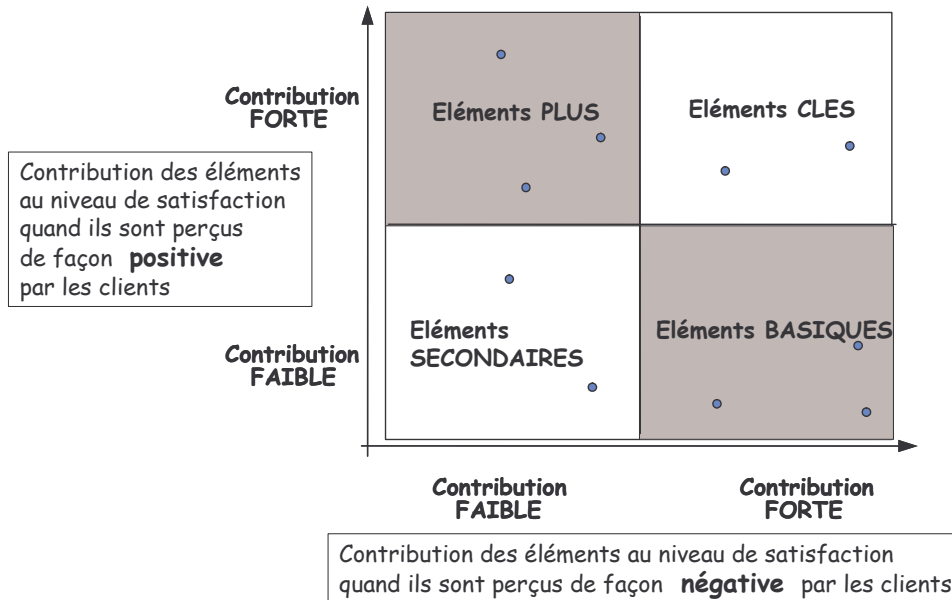 Contribution
FORTE
Eléments PLUS
Eléments CLES
Contribution des éléments
au niveau de satisfaction
quand ils sont perçus
de façon positive
par les clients
Contribution
FAIBLE
Eléments
SECONDAIRES
Eléments BASIQUES
Contribution
FAIBLE
Contribution
FORTE
Contribution des éléments au niveau de satisfaction
quand ils sont perçus de façon négative par les clients